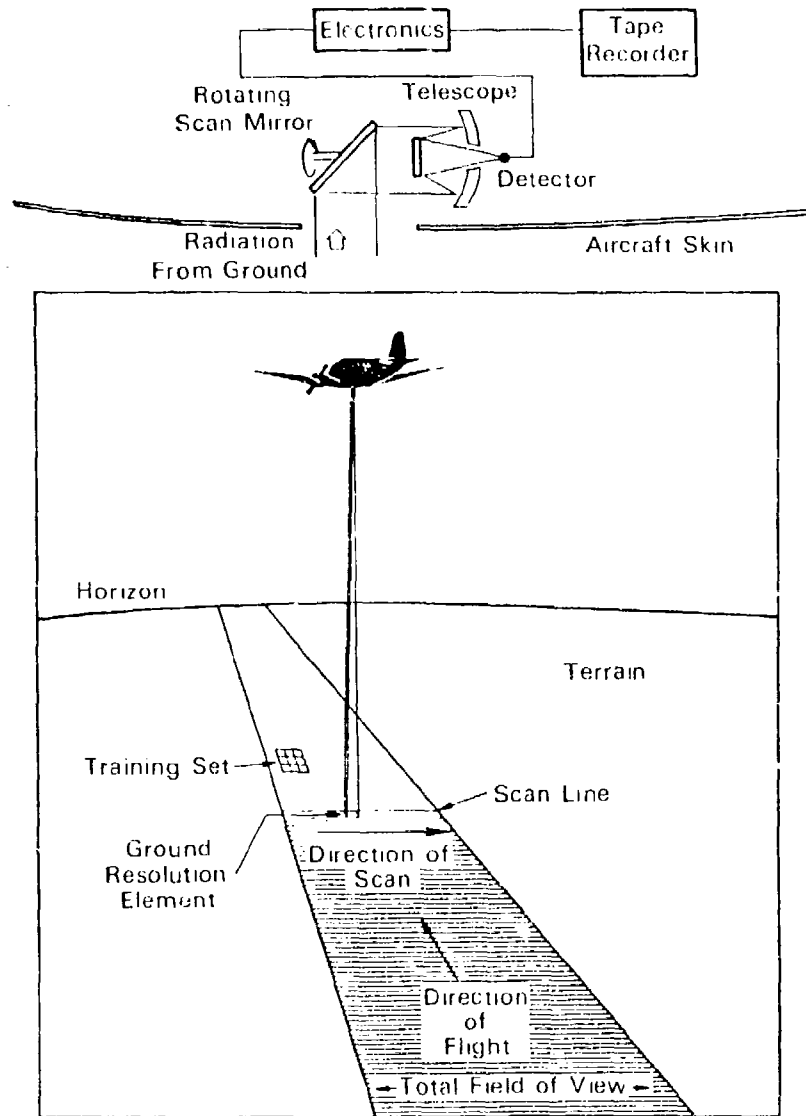 Electronics
Tape
Recorder
Rotating
Scan Mirror
Telescope
Detector
Radiation
From Ground
Aircraft Skin
Horizon
Terrain
Training Set
Scan Line
Ground
Resolution
Element
Direction of
Scan
Direction
of
Flight
Total Field of View